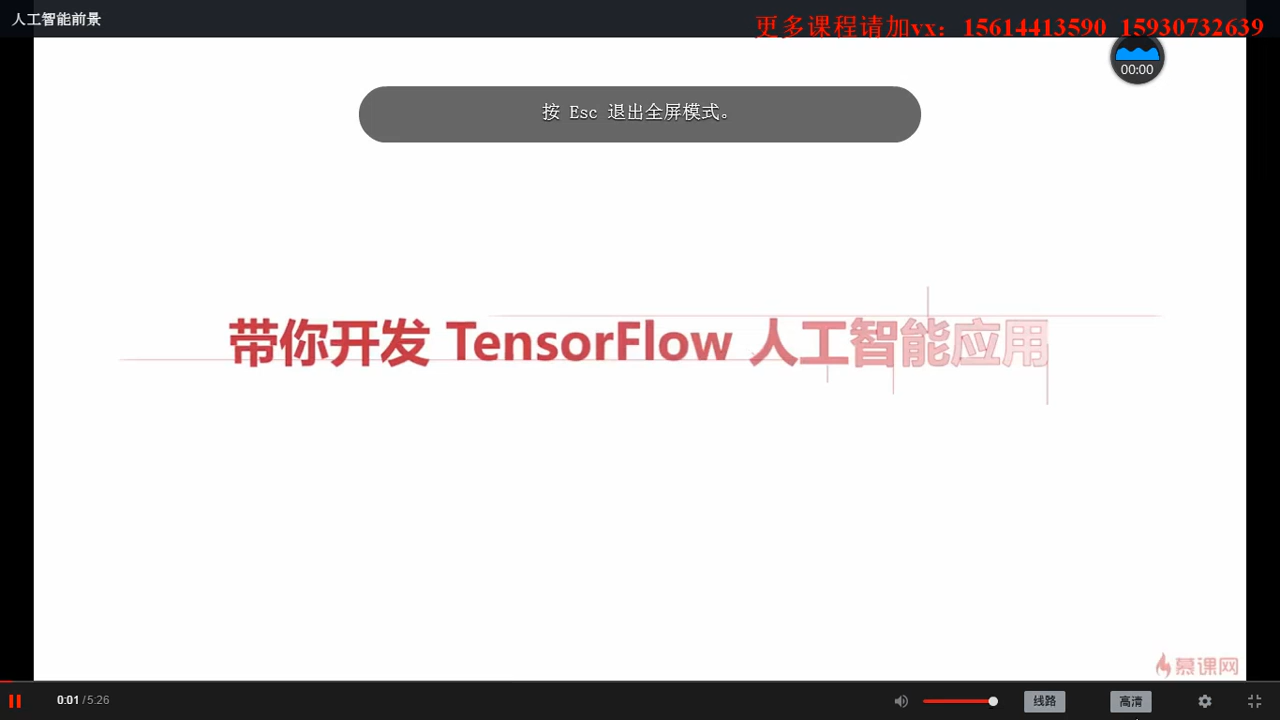 人工智能前景
更多课程请加vx：15614413590 15930732639
00:00
按 Esc 退出全屏模式。
带你开发 TensorFlow 人工智能应用
慕课网
0:01 / 5:26
线路
高清